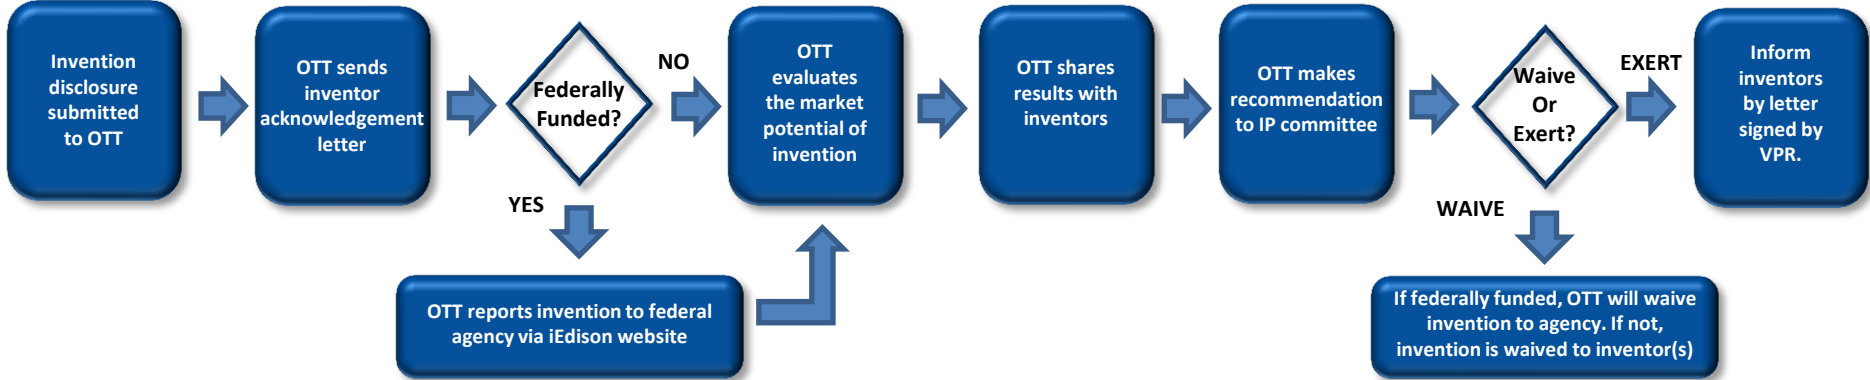 Invention
disclosure
submitted
to OTT
OTT sends
inventor
acknowledgement
letter
Federally
Funded?
NO
YES
OTT reports invention to federal
agency via iEdison website
OTT
evaluates
the market
potential of
invention
OTT shares
results with
inventors
OTT makes
recommendation
to IP committee
Waive
Or
Exert?
EXERT
WAIVE
Inform
inventors
by letter
signed by
VPR.
If federally funded, OTT will waive
invention to agency. If not,
invention is waived to inventor(s)